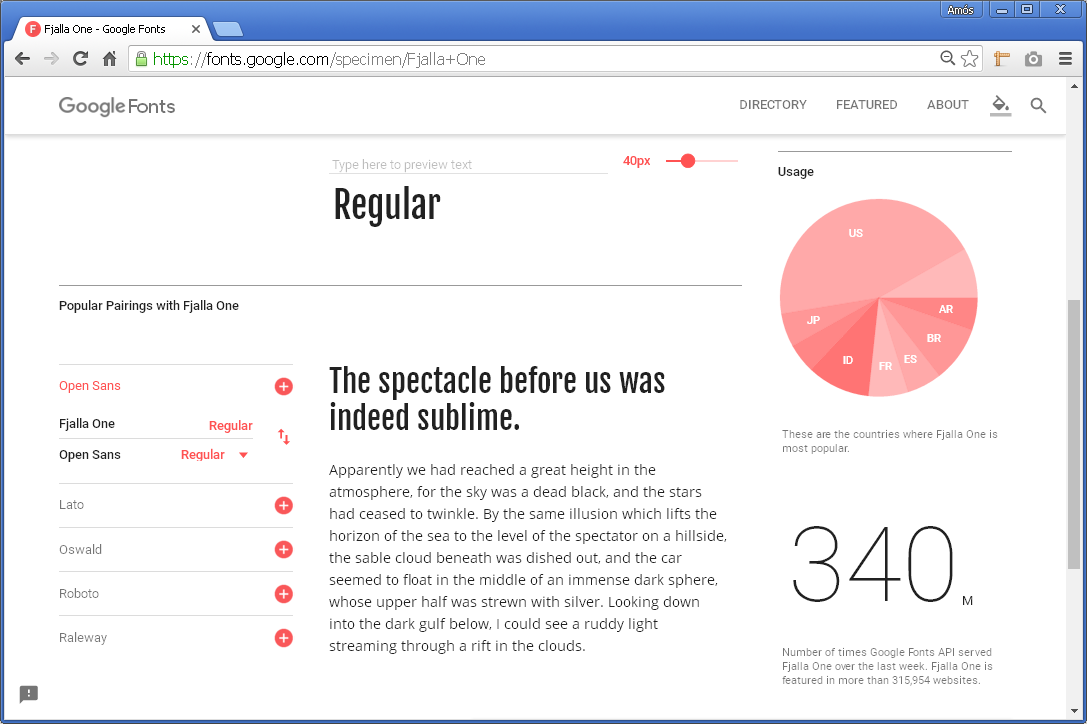 Amós
Fjalla One - Google Fonts
https://fonts.google.com/specimen/Fjalla+One
Google Fonts
DIRECTORY
FEATURED
ABOUT
Type here to preview text
40px
Regular
Popular Pairings with Fjalla One
Open Sans
Fjalla One
Regular
Open Sans
Regular
Lato
Oswald
Roboto
Raleway
The spectacle before us was
indeed sublime.
Apparently we had reached a great height in the
atmosphere, for the sky was a dead black, and the stars
had ceased to twinkle. By the same illusion which lifts the
horizon of the sea to the level of the spectator on a hillside,
the sable cloud beneath was dished out, and the car
seemed to float in the middle of an immense dark sphere,
whose upper half was strewn with silver. Looking down
into the dark gulf below, I could see a ruddy light
streaming through a rift in the clouds.
Usage
US
JP
AR
BR
ID
FR
ES
These are the countries where Fjalla One is
most popular.
340 M
Number of times Google Fonts API served
Fjalla One over the last week. Fjalla One is
featured in more than 315,954 websites.